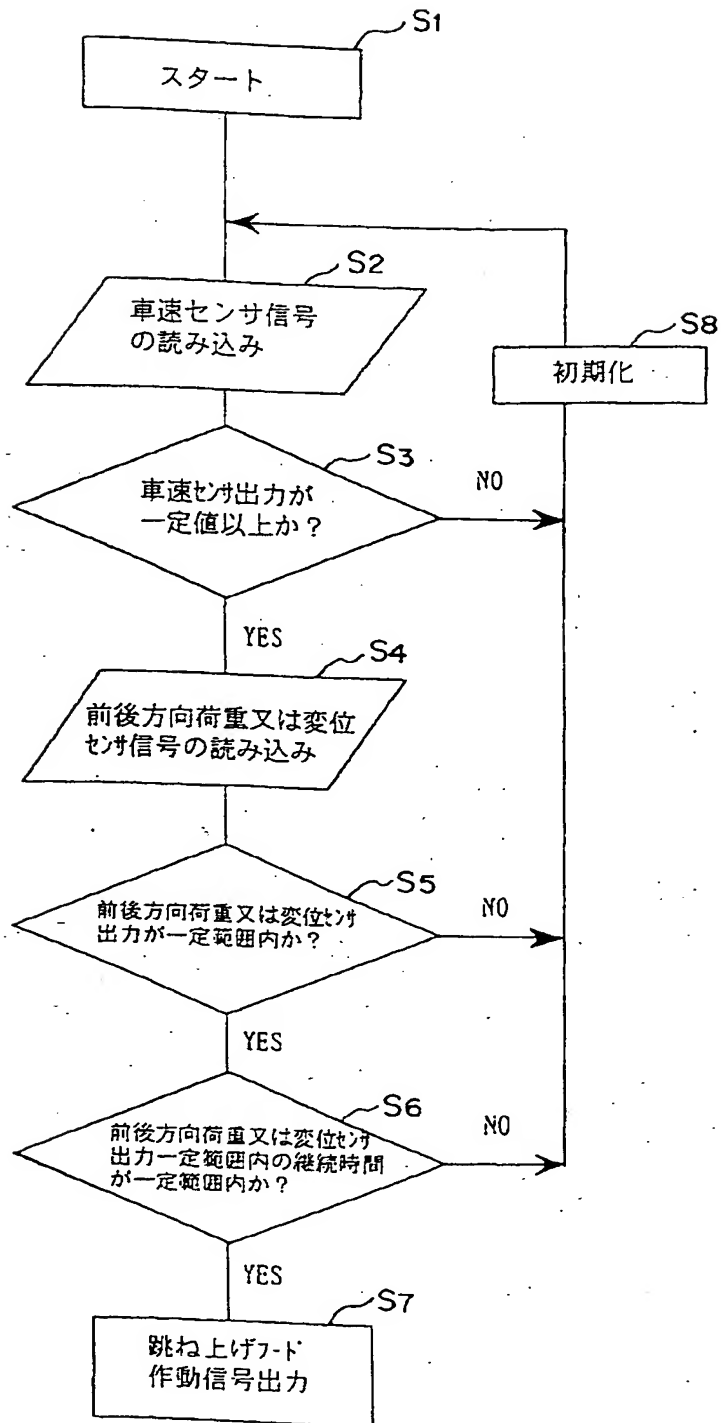 S1
スタート
S2
車速センサ信号
の読み込み
S8
初期化
S3
車速ｾﾝｻ出力が
一定値以上か？
NO
YES
S4
前後方向荷重又は変位
ｾﾝｻ信号の読み込み
S5
前後方向荷重又は変位ｾﾝｻ
出力が一定範囲内か？
NO
YES
S6
前後方向荷重又は変位ｾﾝｻ
出力一定範囲内の継続時間
が一定範囲内か？
NO
YES
S7
跳ね上げﾌｰﾄﾞ
作動信号出力